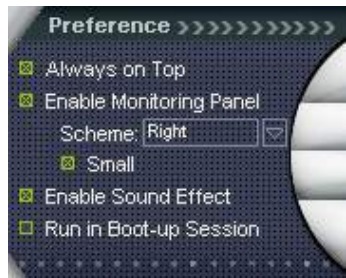 Preference >>>>>>>>>>>
Always on Top
Enable Monitoring Panel
Scheme: Right
Small
Enable Sound Effect
Run in Boot-up Session